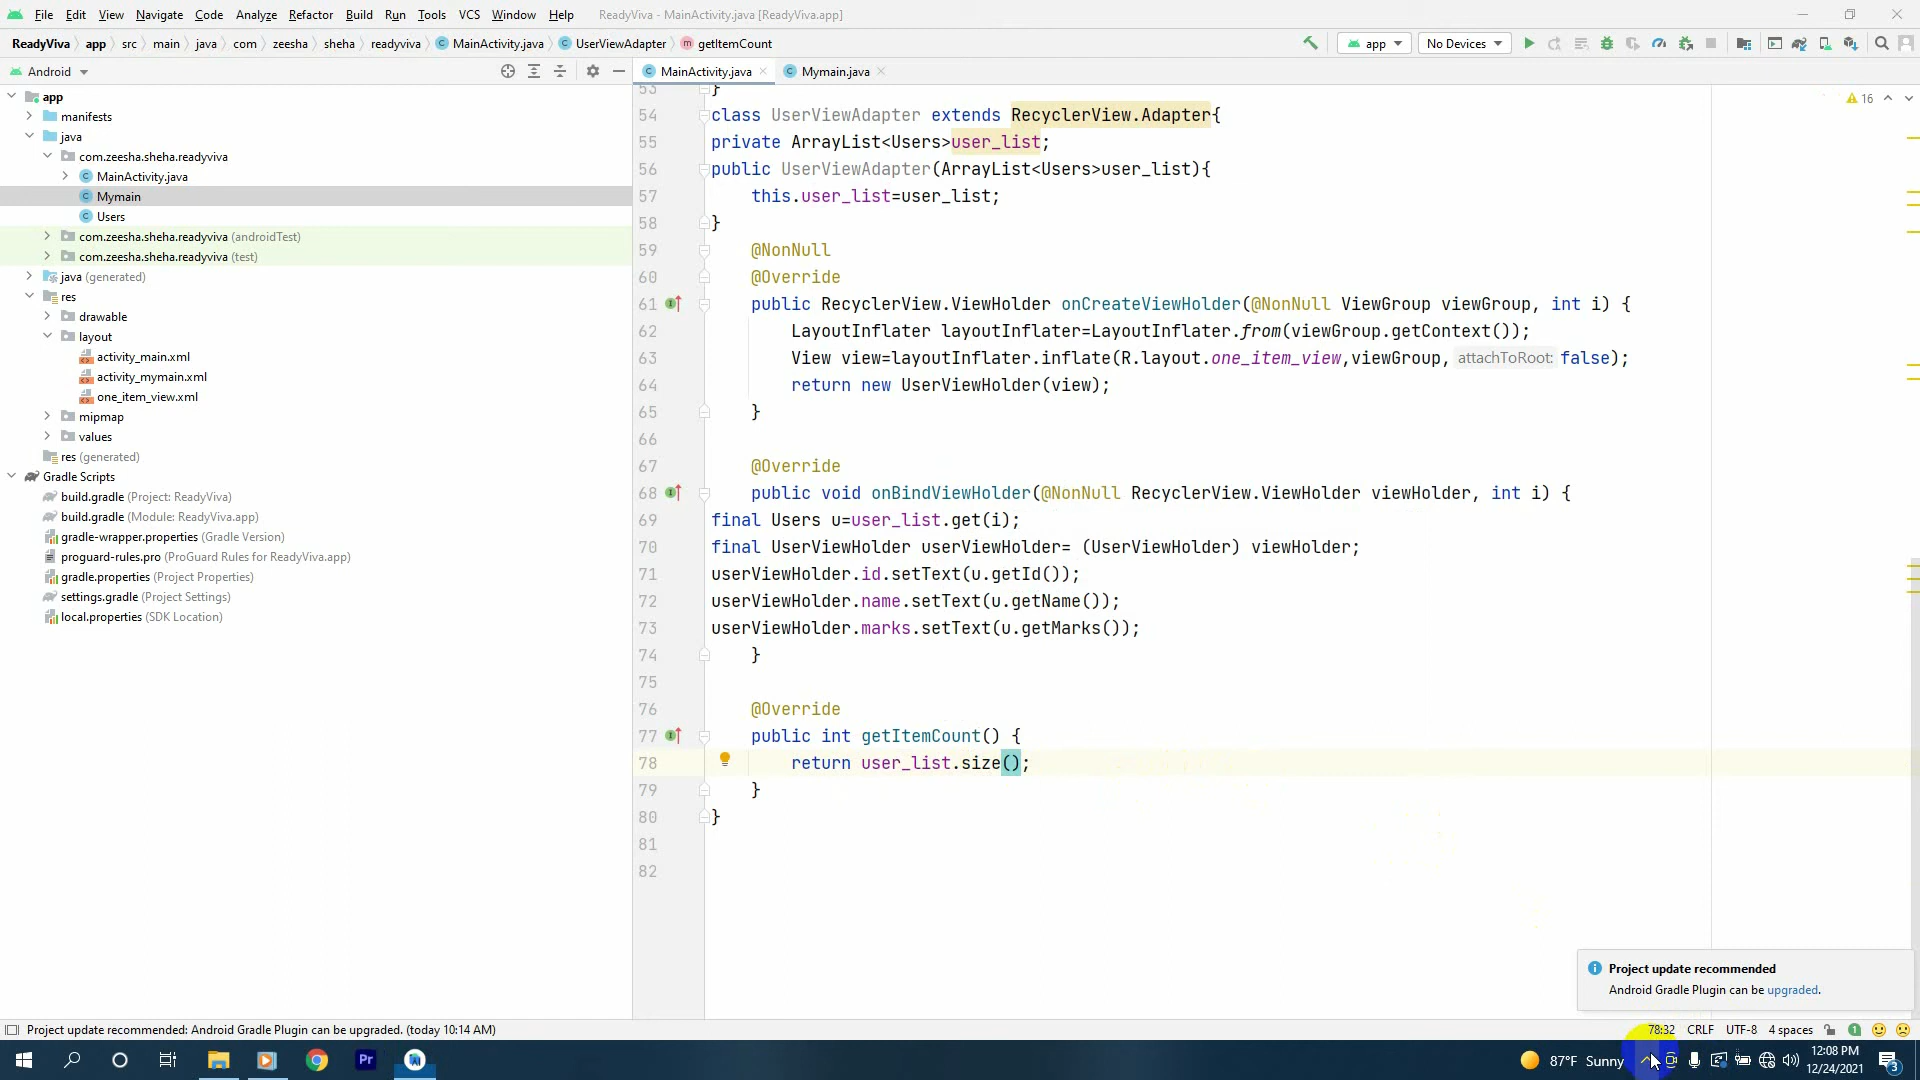 File Edit View Navigate Code Analyze Refactor Build Run Tools VCS Window Help ReadyViva - MainActivity.java [ReadyViva.app]
ReadyViva app src main java com zeesha sheha readyviva MainActivity.java UserViewAdapter getItemCount app No Devices
Android
MainActivity.java Mymain.java
app
manifests
java
com.zeesha.sheha.readyviva
MainActivity.java
Mymain
Users
com.zeesha.sheha.readyviva (androidTest)
com.zeesha.sheha.readyviva (test)
java (generated)
res
drawable
layout
activity_main.xml
activity_mymain.xml
one_item_view.xml
mipmap
values
res (generated)
Gradle Scripts
build.gradle (Project: ReadyViva)
build.gradle (Module: ReadyViva.app)
gradle-wrapper.properties (Gradle Version)
proguard-rules.pro (ProGuard Rules for ReadyViva.app)
gradle.properties (Project Properties)
settings.gradle (Project Settings)
local.properties (SDK Location)
16
53 }
54 class UserViewAdapter extends RecyclerView.Adapter{
55 private ArrayList<Users>user_list;
56 public UserViewAdapter(ArrayList<Users>user_list){
57 this.user_list=user_list;
58 }
59 @NonNull
60 @Override
61 public RecyclerView.ViewHolder onCreateViewHolder(@NonNull ViewGroup viewGroup, int i) {
62 LayoutInflater layoutInflater=LayoutInflater.from(viewGroup.getContext());
63 View view=layoutInflater.inflate(R.layout.one_item_view,viewGroup, attachToRoot: false);
64 return new UserViewHolder(view);
65 }
66
67 @Override
68 public void onBindViewHolder(@NonNull RecyclerView.ViewHolder viewHolder, int i) {
69 final Users u=user_list.get(i);
70 final UserViewHolder userViewHolder= (UserViewHolder) viewHolder;
71 userViewHolder.id.setText(u.getId());
72 userViewHolder.name.setText(u.getName());
73 userViewHolder.marks.setText(u.getMarks());
74 }
75
76 @Override
77 public int getItemCount() {
78 return user_list.size();
79 }
80 }
81
82
Project update recommended
Android Gradle Plugin can be upgraded.
Project update recommended: Android Gradle Plugin can be upgraded. (today 10:14 AM) 78:32 CRLF UTF-8 4 spaces 1
Pr 87°F Sunny 12:08 PM
12/24/2021 3